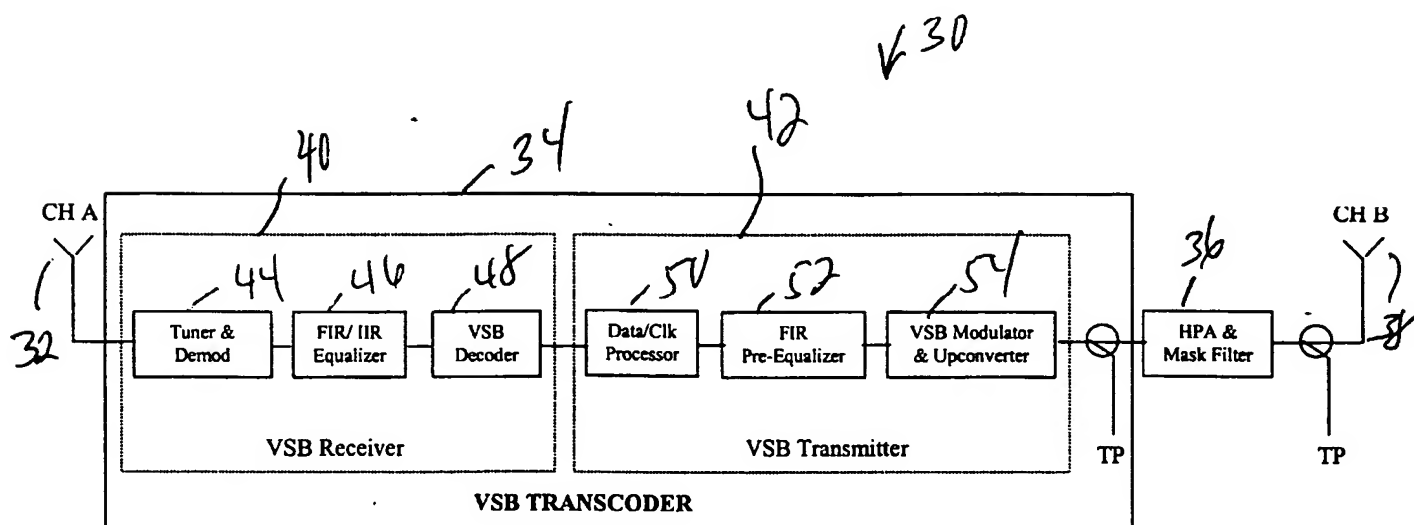 30
42
34
40
CH A
CH B
36
44
46
48
50
52
54
32
Tuner &
Demod
FIR/ IIR
Equalizer
VSB
Decoder
Data/Clk
Processor
FIR
Pre-Equalizer
VSB Modulator
& Upconverter
HPA &
Mask Filter
38
VSB Receiver
VSB Transmitter
TP
TP
VSB TRANSCODER